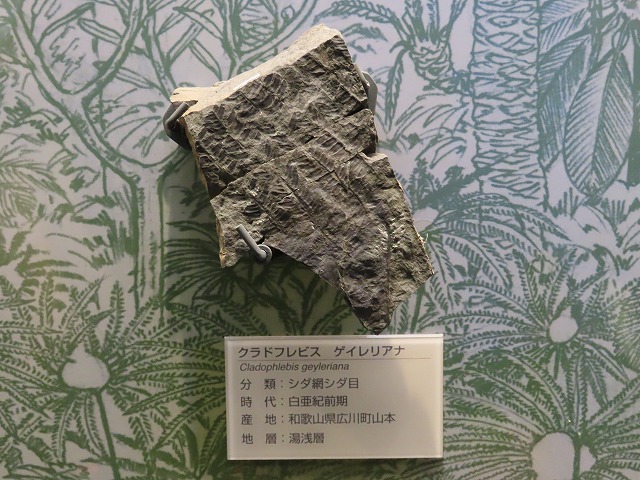 クラドフレビス　ゲイレリアナ
Cladophlebis geyleriana
分　類：シダ綱シダ目
時　代：白亜紀前期
産　地：和歌山県広川町山本
地　層：湯浅層